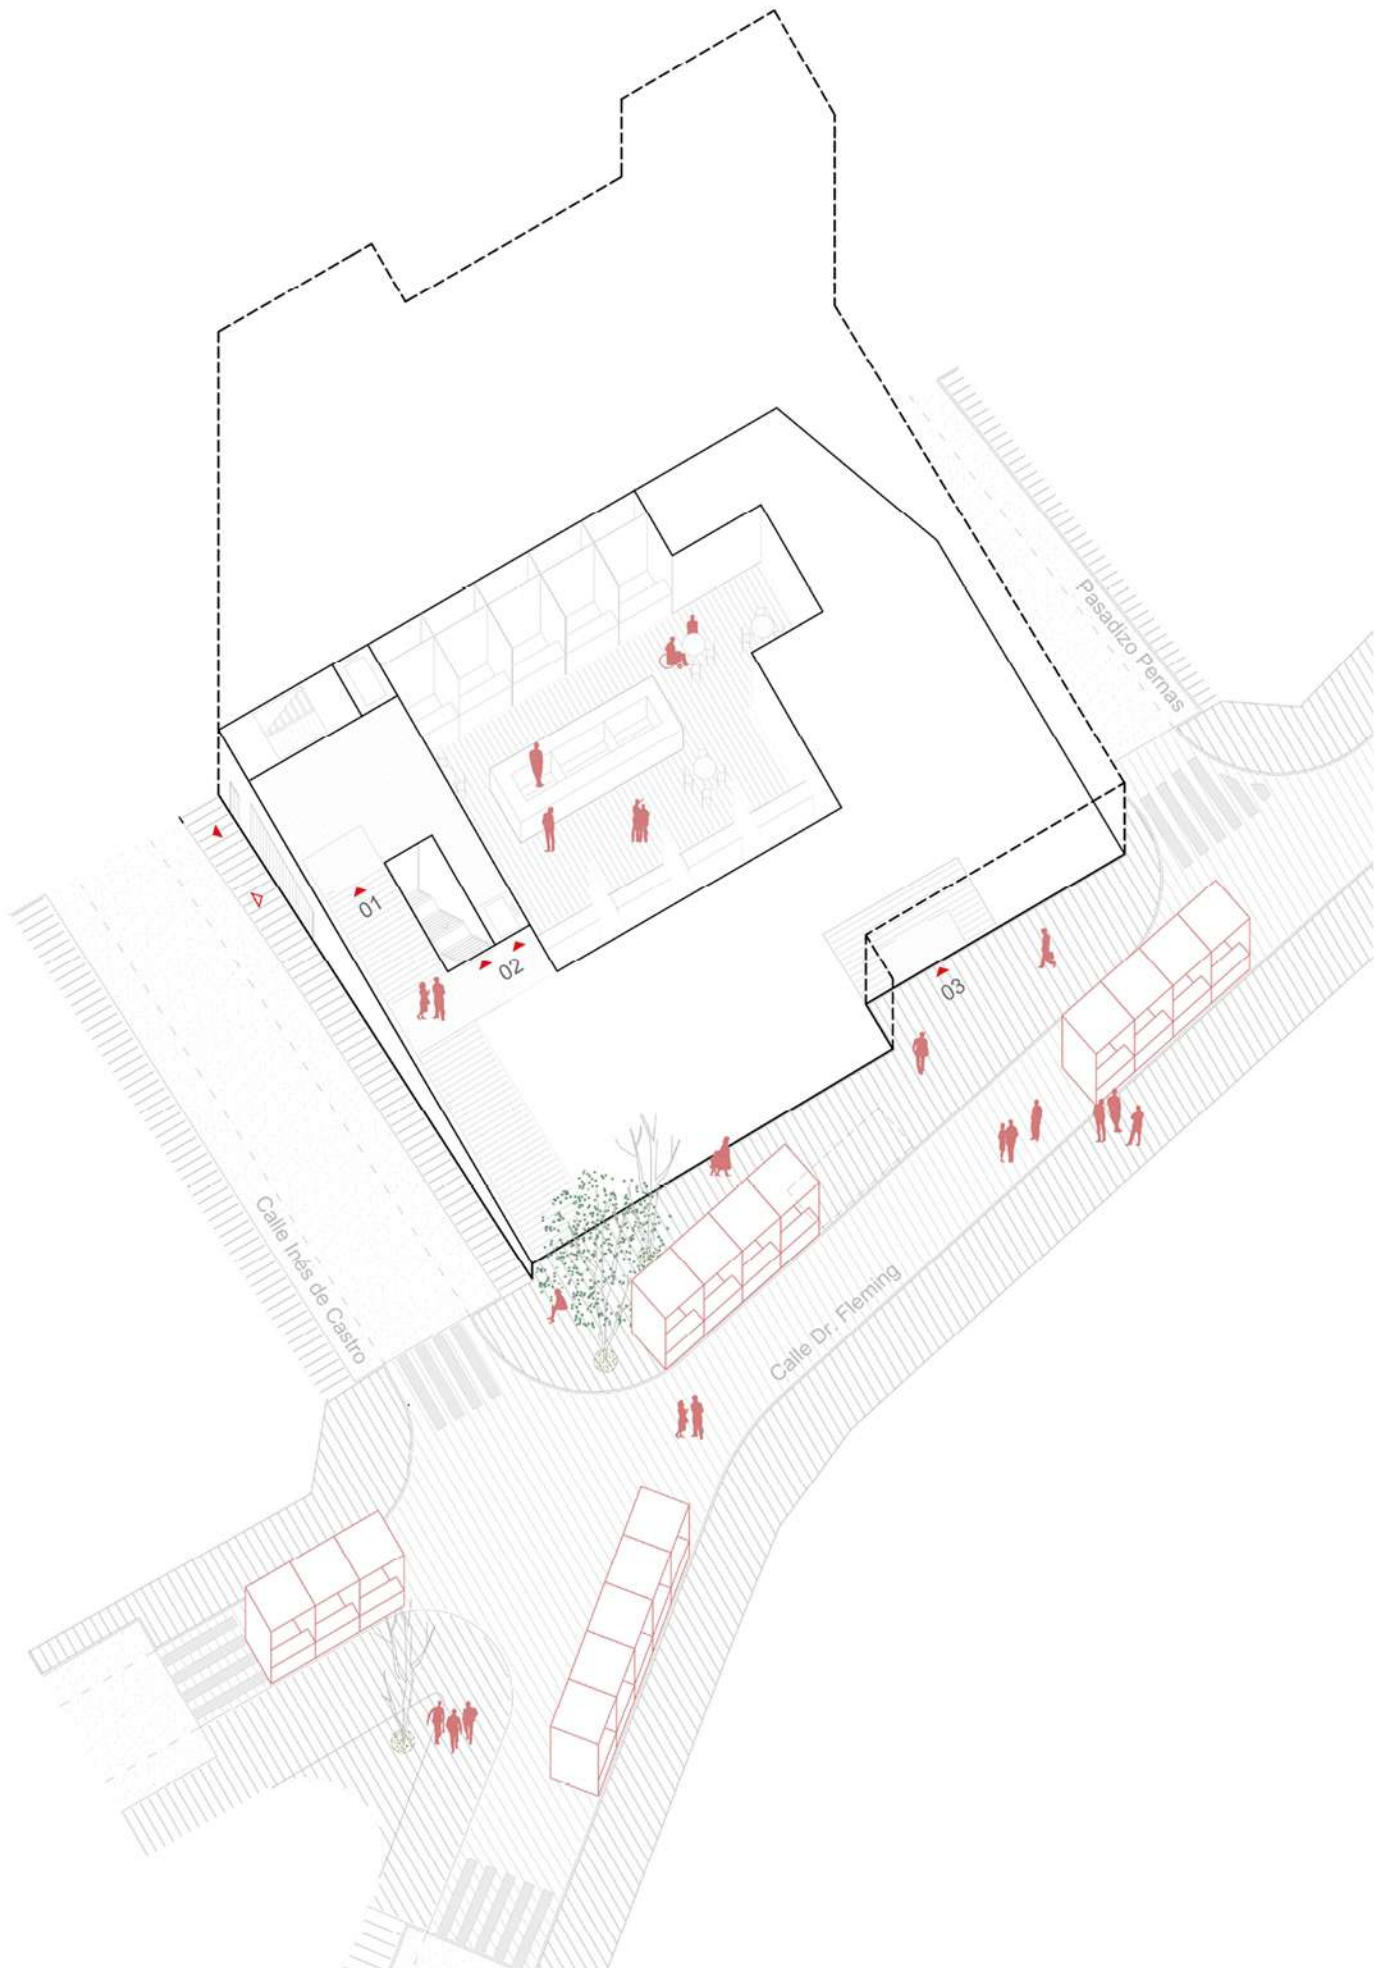 Pasadizo Pernas
01
02
03
Calle Inés de Castro
Calle Dr. Fleming